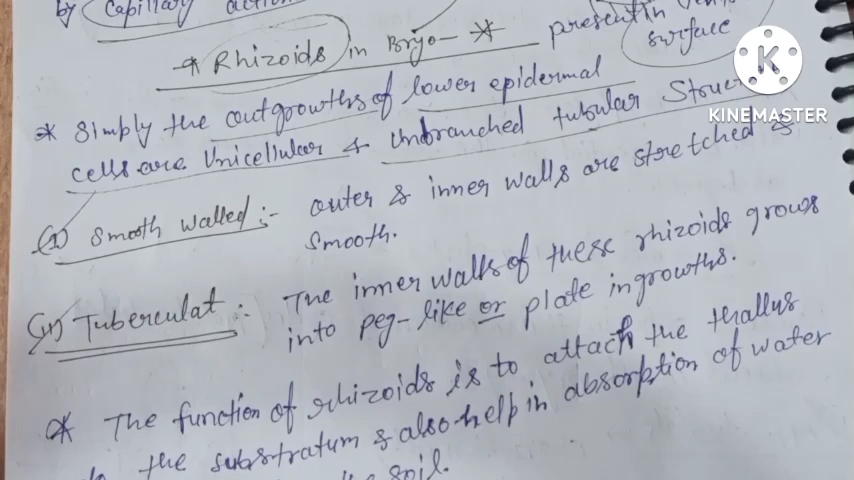 by Capillary action
* Rhizoids in Bryo- * present in
surface
* Simply the outgrowths of lower epidermal
cells are Unicellular & Unbranched tubular
(I) Smooth walled :- outer & inner walls are stretched &
Smooth.
(II) Tuberculat :- The inner walls of these rhizoids grows
into peg-like or plate ingrowths.
* The function of rhizoids is to attach the thallus
to the substratum & also help in absorption of water
the soil.
K
KINEMASTER